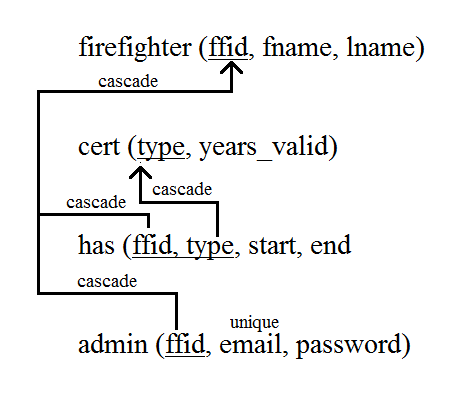 firefighter (ffid, fname, lname)
cascade
cert (type, years_valid)
cascade
cascade
has (ffid, type, start, end
cascade
unique
admin (ffid, email, password)